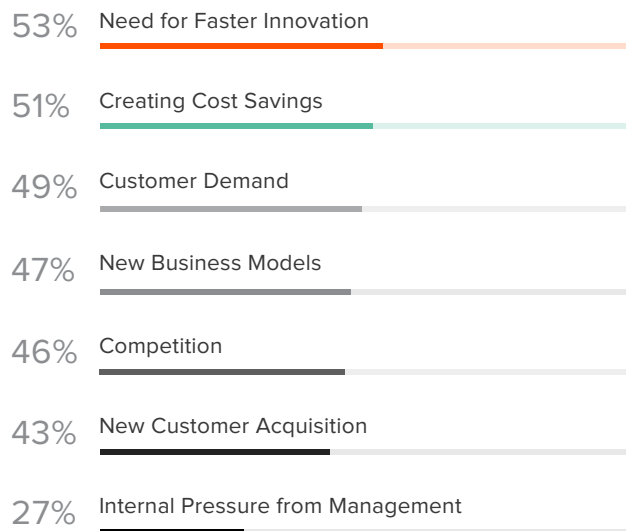 53% Need for Faster Innovation
51% Creating Cost Savings
49% Customer Demand
47% New Business Models
46% Competition
43% New Customer Acquisition
27% Internal Pressure from Management